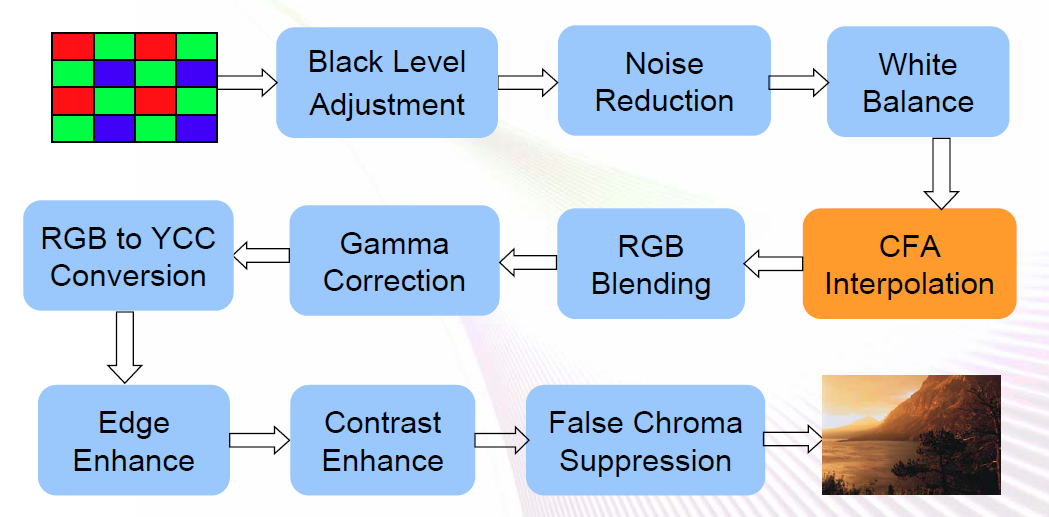 Black Level
Adjustment
Noise
Reduction
White
Balance
RGB to YCC
Conversion
Gamma
Correction
RGB
Blending
CFA
Interpolation
Edge
Enhance
Contrast
Enhance
False Chroma
Suppression